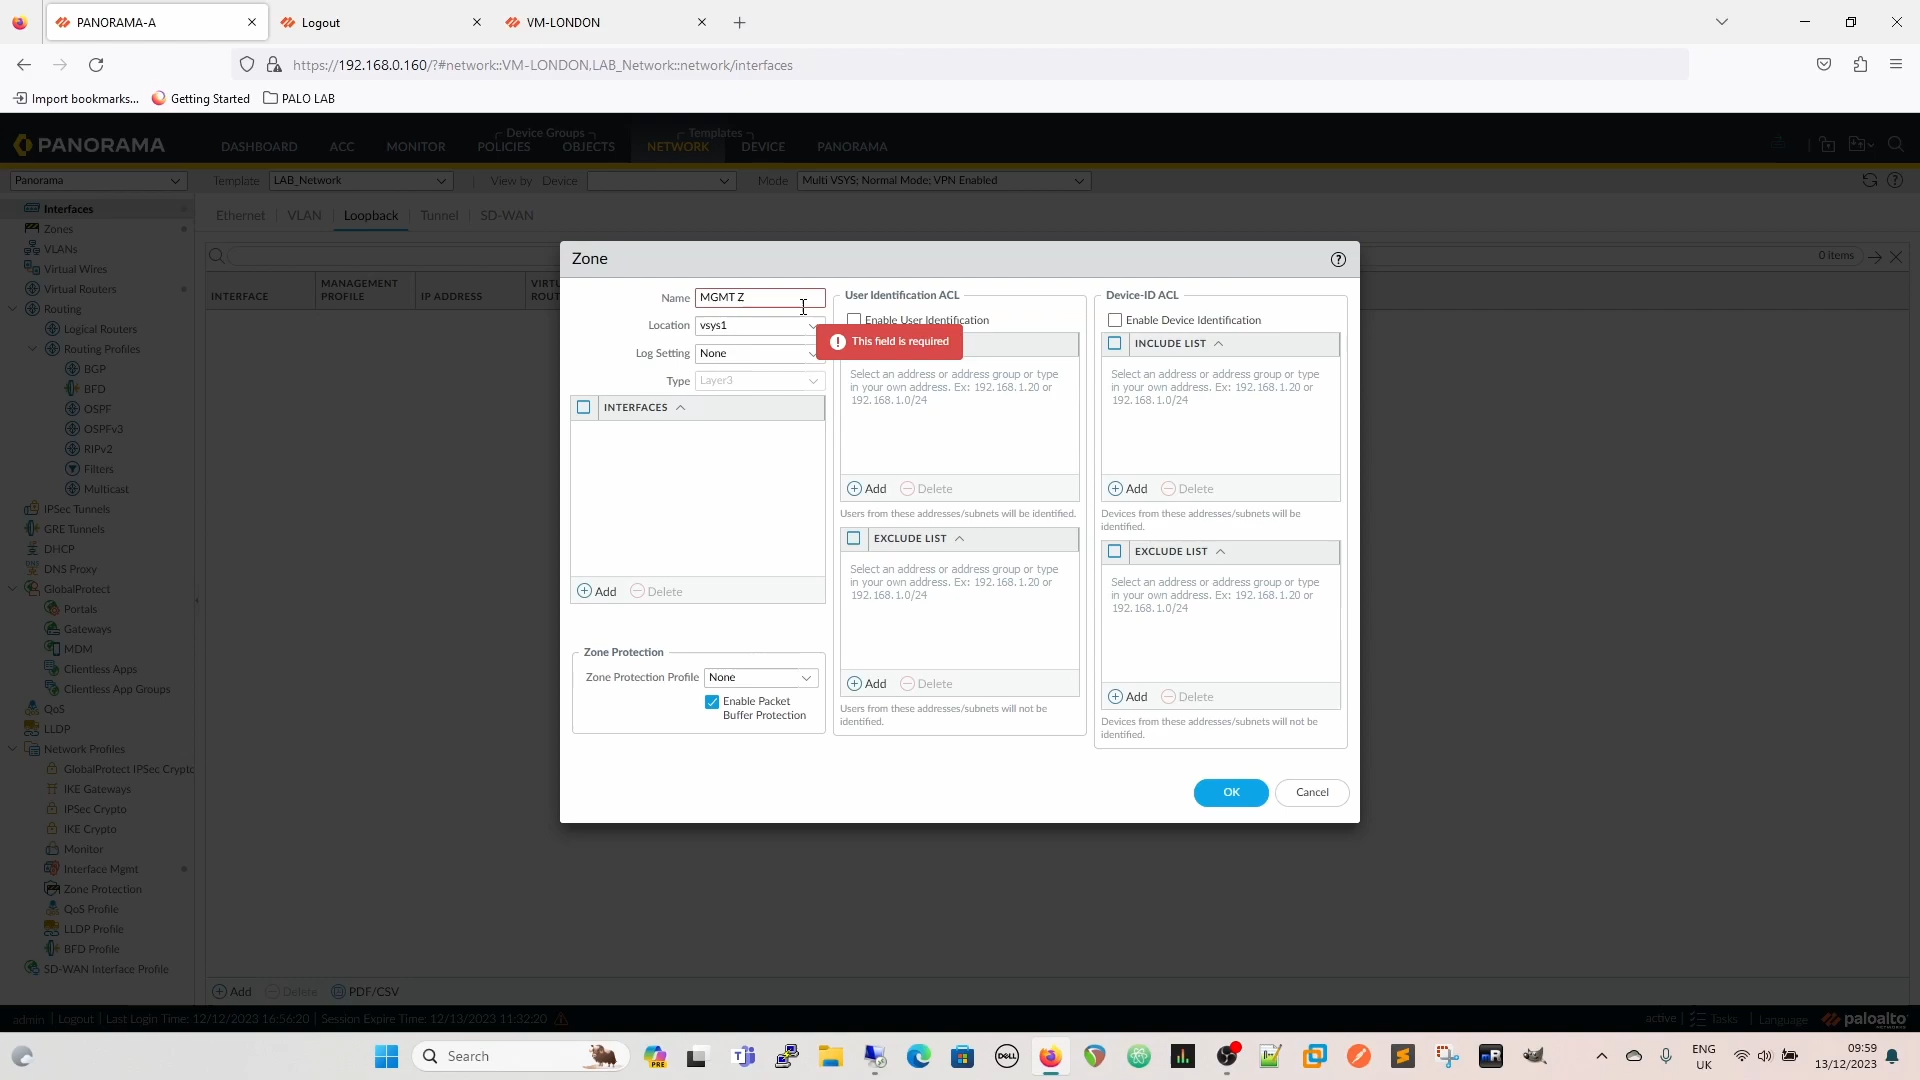 PANORAMA-A
Logout
VM-LONDON
https://192.168.0.160/?#network::VM-LONDON,LAB_Network::network/interfaces
Import bookmarks...
Getting Started
PALO LAB
PANORAMA
DASHBOARD
ACC
MONITOR
Device Groups
POLICIES
OBJECTS
Templates
NETWORK
DEVICE
PANORAMA
Panorama
Template
LAB_Network
View by
Device
Mode
Multi VSYS; Normal Mode; VPN Enabled
Interfaces
Zones
VLANs
Virtual Wires
Virtual Routers
Routing
Logical Routers
Routing Profiles
BGP
BFD
OSPF
OSPFv3
RIPv2
Filters
Multicast
IPSec Tunnels
GRE Tunnels
DHCP
DNS Proxy
GlobalProtect
Portals
Gateways
MDM
Clientless Apps
Clientless App Groups
QoS
LLDP
Network Profiles
GlobalProtect IPSec Crypto
IKE Gateways
IPSec Crypto
IKE Crypto
Monitor
Interface Mgmt
Zone Protection
QoS Profile
LLDP Profile
BFD Profile
SD-WAN Interface Profile
Ethernet
VLAN
Loopback
Tunnel
SD-WAN
0 items
INTERFACE
MANAGEMENT
PROFILE
IP ADDRESS
VIRTU
ROUT
Zone
Name
MGMT Z
Location
vsys1
Log Setting
None
Type
Layer3
INTERFACES
Add
Delete
Zone Protection
Zone Protection Profile
None
Enable Packet
Buffer Protection
User Identification ACL
Enable User Identification
This field is required
Select an address or address group or type
in your own address. Ex: 192.168.1.20 or
192.168.1.0/24
Add
Delete
Users from these addresses/subnets will be identified.
EXCLUDE LIST
Select an address or address group or type
in your own address. Ex: 192.168.1.20 or
192.168.1.0/24
Add
Delete
Users from these addresses/subnets will not be
identified.
Device-ID ACL
Enable Device Identification
INCLUDE LIST
Select an address or address group or type
in your own address. Ex: 192.168.1.20 or
192.168.1.0/24
Add
Delete
Devices from these addresses/subnets will be
identified.
EXCLUDE LIST
Select an address or address group or type
in your own address. Ex: 192.168.1.20 or
192.168.1.0/24
Add
Delete
Devices from these addresses/subnets will not be
identified.
OK
Cancel
Add
Delete
PDF/CSV
admin
Logout
Last Login Time: 12/12/2023 16:56:20
Session Expire Time: 12/13/2023 11:32:20
active
Tasks
Language
paloalto
NETWORKS
Search
PRE
DELL
mR
ENG
UK
09:59
13/12/2023